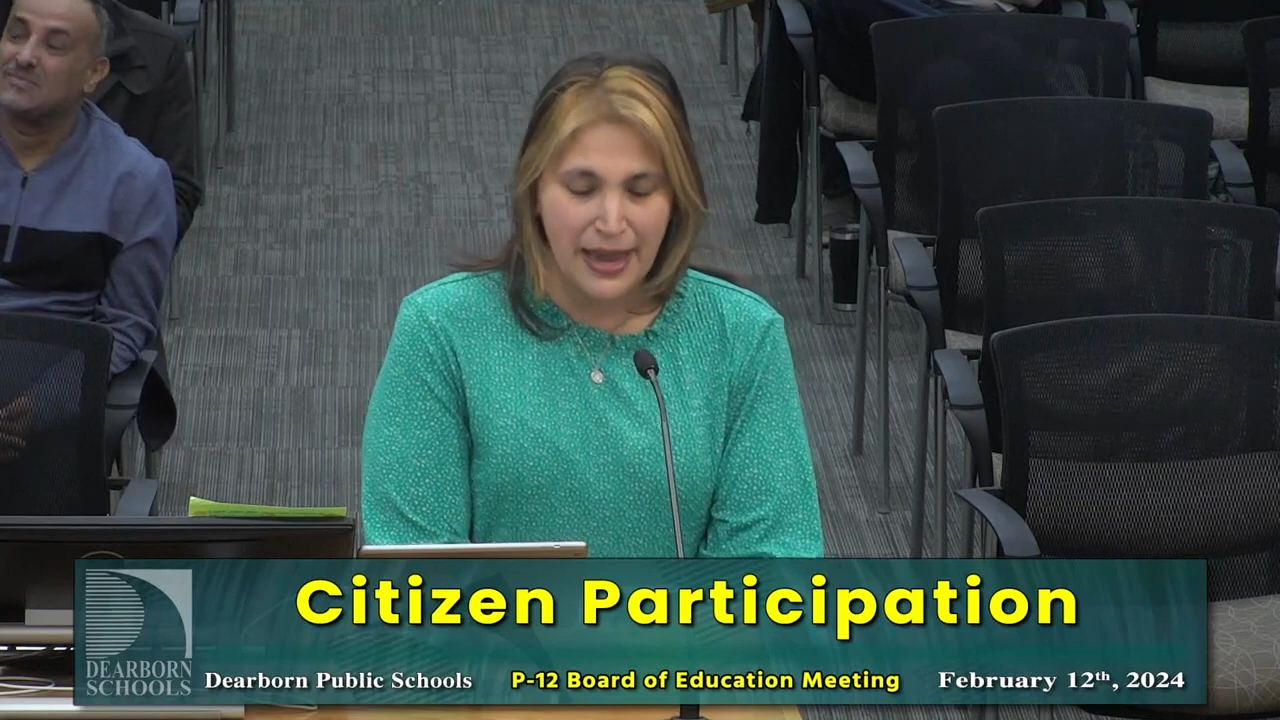 Citizen Participation
DEARBORN
SCHOOLS
Dearborn Public Schools P-12 Board of Education Meeting February 12th, 2024